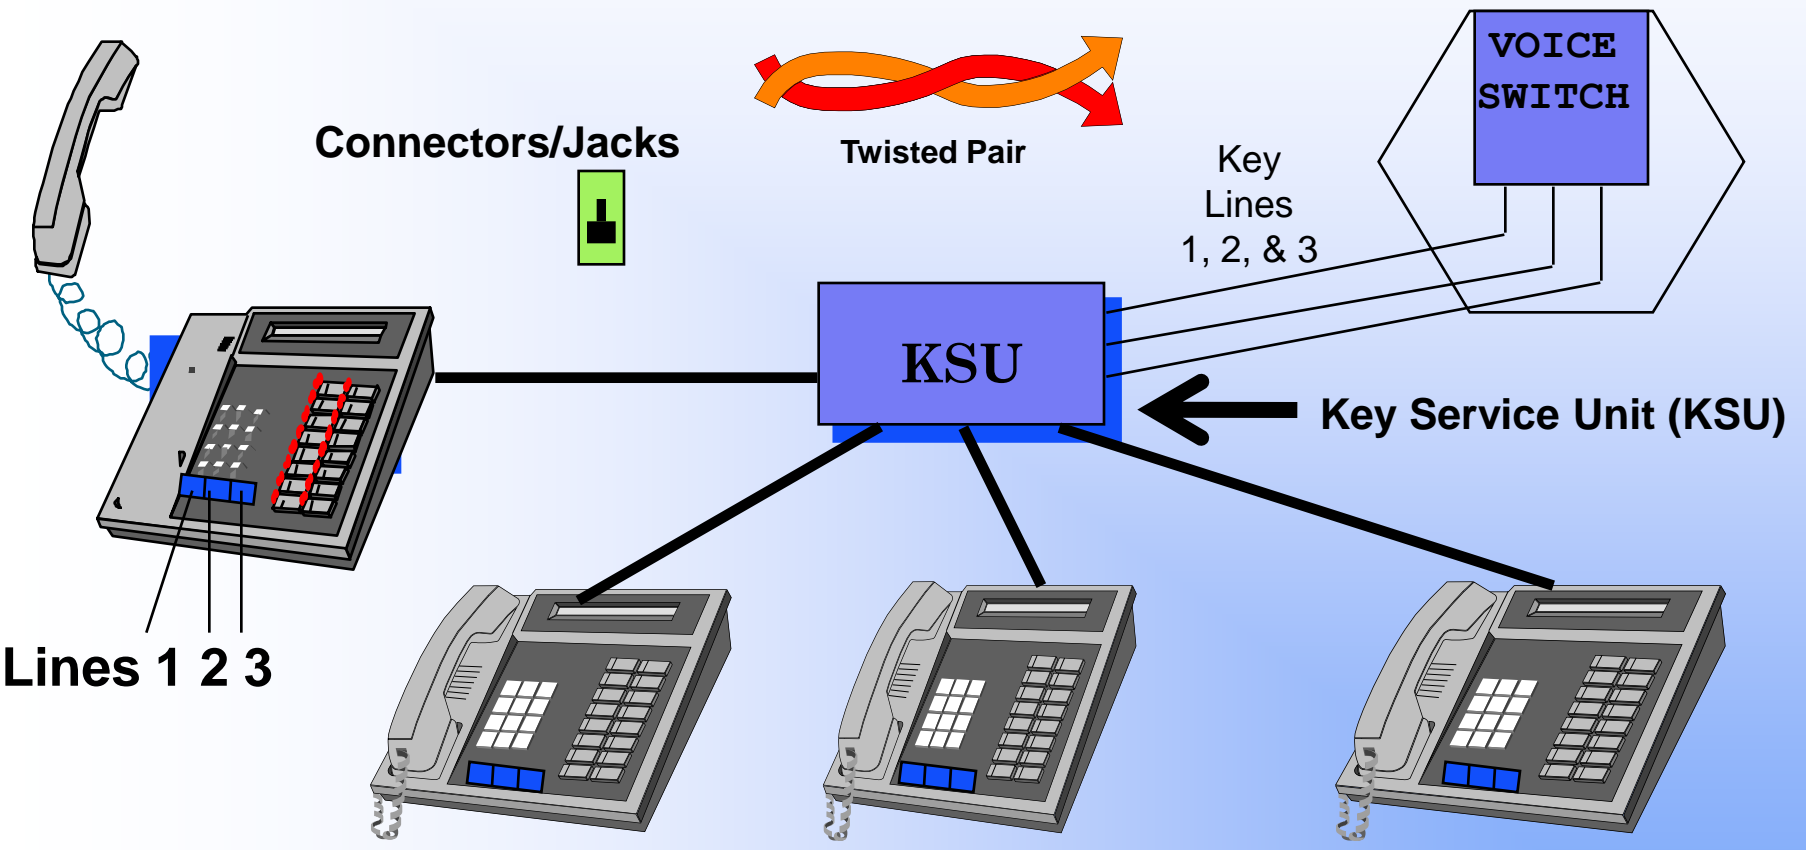 VOICE
SWITCH
Connectors/Jacks
Twisted Pair
Key
Lines
1, 2, & 3
KSU
Key Service Unit (KSU)
Lines 1 2 3